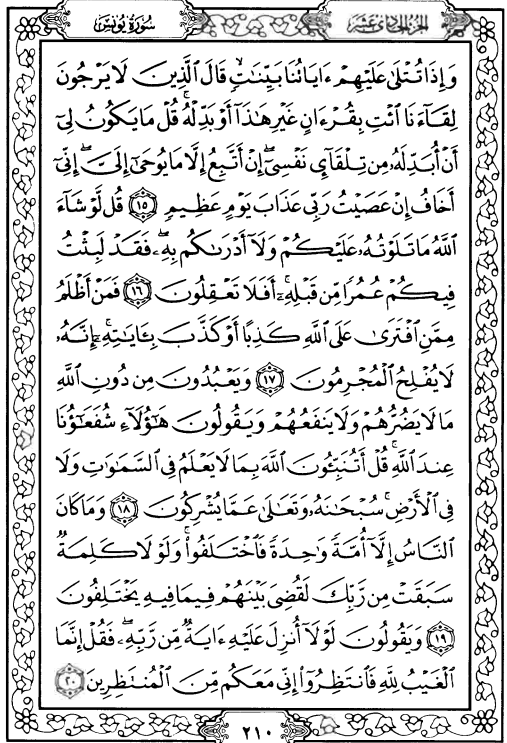 سُورَةُ يُونُسَ
الجزء الحادي عشر
وَإِذَا تُتْلَىٰ عَلَيْهِمْ ءَايَاتُنَا بَيِّنَٰتٍ قَالَ ٱلَّذِينَ لَا يَرْجُونَ
لِقَآءَنَا ٱئْتِ بِقُرْءَانٍ غَيْرِ هَٰذَآ أَوْ بَدِّلْهُ ۚ قُلْ مَا يَكُونُ لِىٓ
أَنْ أُبَدِّلَهُۥ مِن تِلْقَآئِ نَفْسِىٓ ۖ إِنْ أَتَّبِعُ إِلَّا مَا يُوحَىٰٓ إِلَىَّ ۖ إِنِّىٓ
أَخَافُ إِنْ عَصَيْتُ رَبِّى عَذَابَ يَوْمٍ عَظِيمٍ ١٥ قُل لَّوْ شَآءَ
ٱللَّهُ مَا تَلَوْتُهُۥ عَلَيْكُمْ وَلَآ أَدْرَىٰكُم بِهِۦ ۖ فَقَدْ لَبِثْتُ
فِيكُمْ عُمُرًا مِّن قَبْلِهِۦٓ ۚ أَفَلَا تَعْقِلُونَ ١٦ فَمَنْ أَظْلَمُ
مِمَّنِ ٱفْتَرَىٰ عَلَى ٱللَّهِ كَذِبًا أَوْ كَذَّبَ بِـَٔايَٰتِهِۦٓ ۚ إِنَّهُۥ
لَا يُفْلِحُ ٱلْمُجْرِمُونَ ١٧ وَيَعْبُدُونَ مِن دُونِ ٱللَّهِ
مَا لَا يَضُرُّهُمْ وَلَا يَنفَعُهُمْ وَيَقُولُونَ هَٰٓؤُلَآءِ شُفَعَٰٓؤُنَا
عِندَ ٱللَّهِ ۚ قُلْ أَتُنَبِّـُٔونَ ٱللَّهَ بِمَا لَا يَعْلَمُ فِى ٱلسَّمَٰوَٰتِ وَلَا
فِى ٱلْأَرْضِ ۚ سُبْحَٰنَهُۥ وَتَعَٰلَىٰ عَمَّا يُشْرِكُونَ ١٨ وَمَا كَانَ
ٱلنَّاسُ إِلَّآ أُمَّةً وَٰحِدَةً فَٱخْتَلَفُوا۟ ۚ وَلَوْلَا كَلِمَةٌ
سَبَقَتْ مِن رَّبِّكَ لَقُضِىَ بَيْنَهُمْ فِيمَا فِيهِ يَخْتَلِفُونَ
١٩ وَيَقُولُونَ لَوْلَآ أُنزِلَ عَلَيْهِ ءَايَةٌ مِّن رَّبِّهِۦ ۖ فَقُلْ إِنَّمَا
ٱلْغَيْبُ لِلَّهِ فَٱنتَظِرُوٓا۟ إِنِّى مَعَكُم مِّنَ ٱلْمُنتَظِرِينَ ٢٠
٢١٠